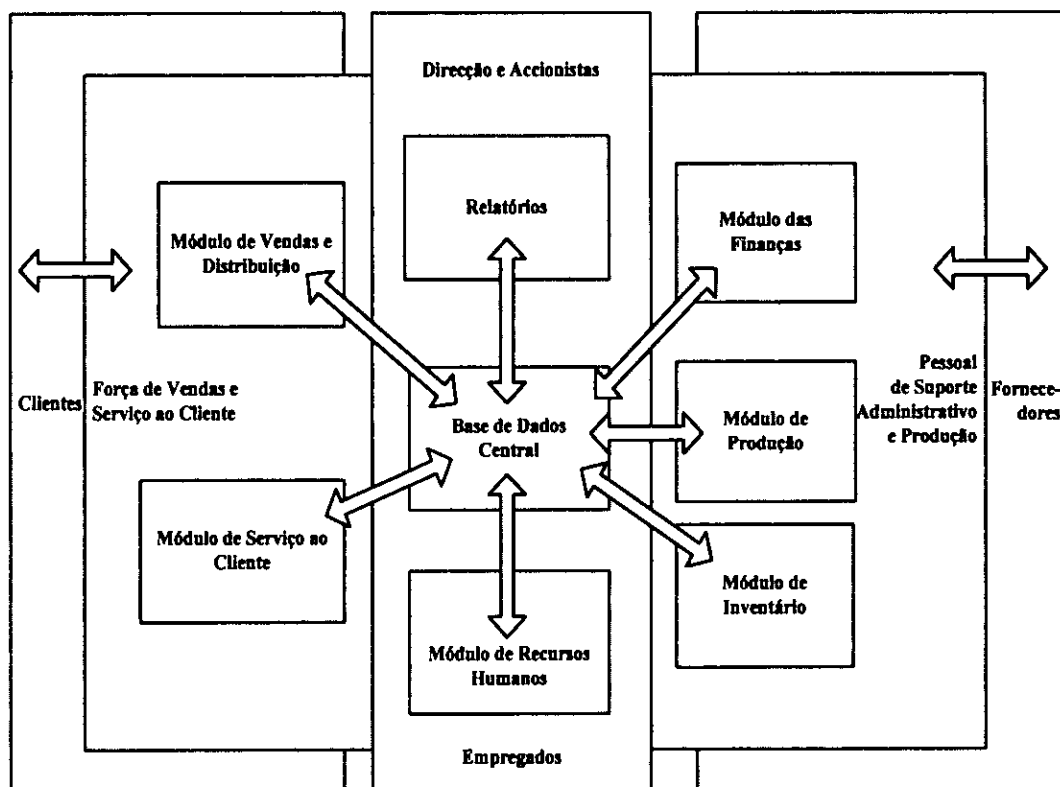 Direcção e Accionistas
Relatórios
Módulo de Vendas e
Distribuição
Módulo das
Finanças
Clientes
Força de Vendas e
Serviço ao Cliente
Base de Dados
Central
Módulo de
Produção
Pessoal
de Suporte
Administrativo
e Produção
Fornece-
dores
Módulo de Serviço ao
Cliente
Módulo de
Inventário
Módulo de Recursos
Humanos
Empregados